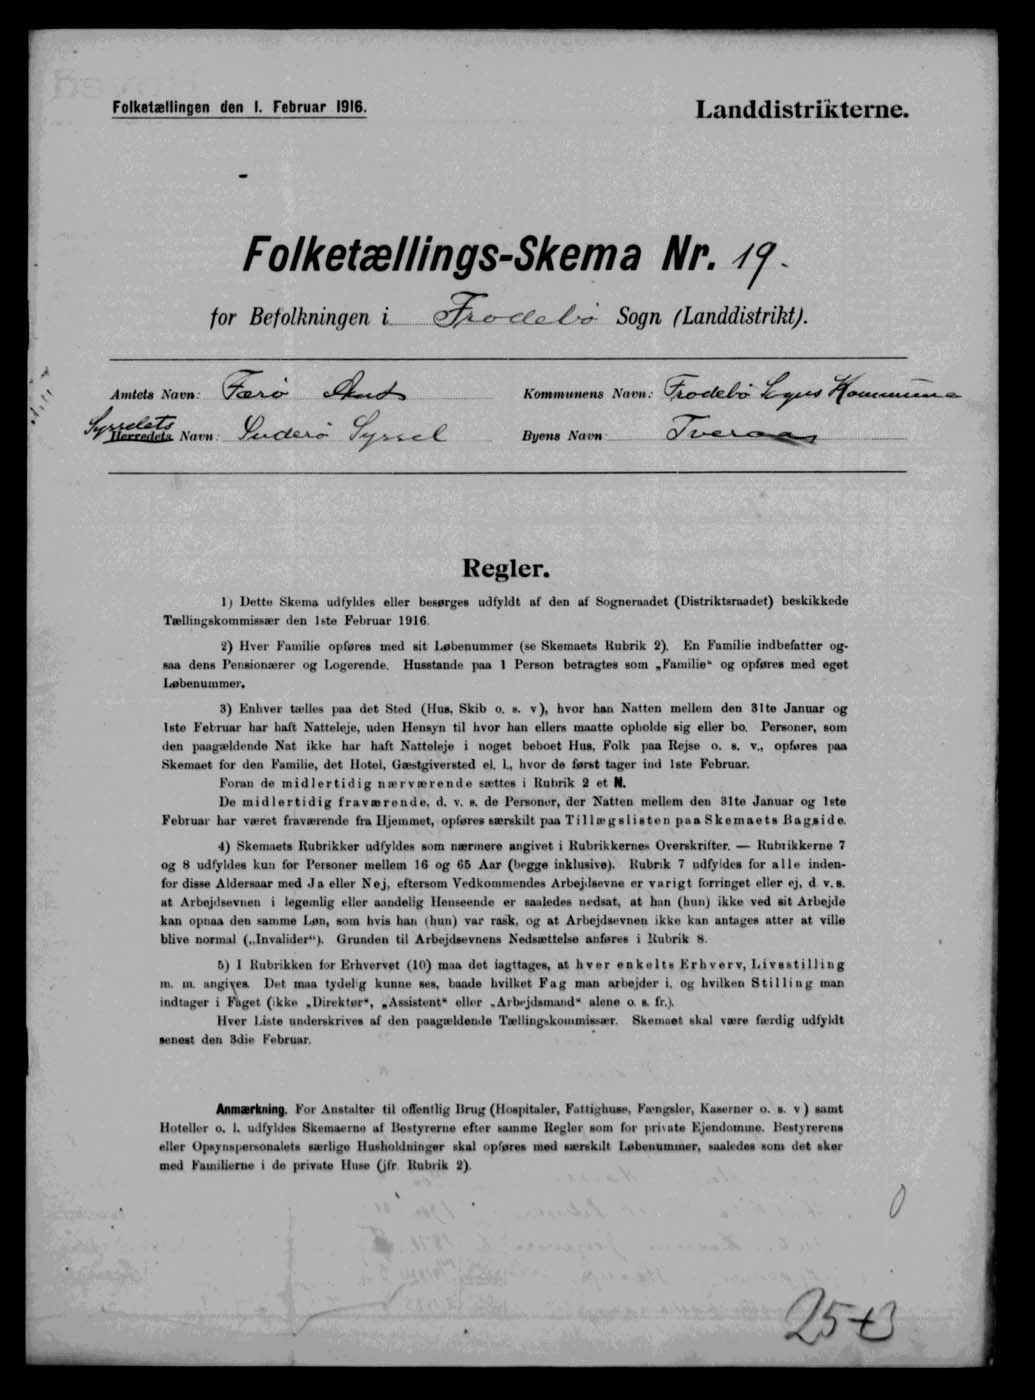 Folketællingen den 1. Februar 1916.
Landdistrikterne.
Folketællings-Skema Nr. 19.
for Befolkningen i Frodebø Sogn (Landdistrikt).
Amtets Navn: Færø Amt
Kommunens Navn: Frodebø Sogns Kommune
Sysselets
Herredets Navn: Suderø Syssel
Byens Navn: Tveraa
Regler.
1) Dette Skema udfyldes eller besørges udfyldt af den af Sogneraadet (Distriktsraadet) beskikkede
Tællingskommissær den 1ste Februar 1916.
2) Hver Familie opføres med sit Løbenummer (se Skemaets Rubrik 2). En Familie indbefatter og-
saa dens Pensionærer og Logerende. Husstande paa 1 Person betragtes som „Familie“ og opføres med eget
Løbenummer.
3) Enhver tælles paa det Sted (Hus, Skib o. s. v), hvor han Natten mellem den 31te Januar og
1ste Februar har haft Natteleje, uden Hensyn til hvor han ellers maatte opholde sig eller bo. Personer, som
den paagældende Nat ikke har haft Natteleje i noget beboet Hus, Folk paa Rejse o. s. v., opføres paa
Skemaet for den Familie, det Hotel, Gæstgiversted el. l., hvor de først tager ind 1ste Februar.
Foran de midlertidig nærværende sættes i Rubrik 2 et N.
De midlertidig fraværende, d. v. s. de Personer, der Natten mellem den 31te Januar og 1ste
Februar har været fraværende fra Hjemmet, opføres særskilt paa Tillægslisten paa Skemaets Bagside.
4) Skemaets Rubrikker udfyldes som nærmere angivet i Rubrikkernes Overskrifter. — Rubrikkerne 7
og 8 udfyldes kun for Personer mellem 16 og 65 Aar (begge inklusive). Rubrik 7 udfyldes for alle inden-
for disse Aldersaar med Ja eller Nej, eftersom Vedkommendes Arbejdsevne er varigt forringet eller ej, d. v. s.
at Arbejdsevnen i legemlig eller aandelig Henseende er saaledes nedsat, at han (hun) ikke ved sit Arbejde
kan opnaa den samme Løn, som hvis han (hun) var rask, og at Arbejdsevnen ikke kan antages atter at ville
blive normal („Invalider“). Grunden til Arbejdsevnens Nedsættelse anføres i Rubrik 8.
5) I Rubrikken for Erhvervet (10) maa det iagttages, at hver enkelts Erhverv, Livsstilling
m. m. angives. Det maa tydelig kunne ses, baade hvilket Fag man arbejder i, og hvilken Stilling man
indtager i Faget (ikke „Direktør“, „Assistent“ eller „Arbejdsmand“ alene o. s. fr.).
Hver Liste underskrives af den paagældende Tællingskommissær. Skemaet skal være færdig udfyldt
senest den 3die Februar.
Anmærkning. For Anstalter til offentlig Brug (Hospitaler, Fattighuse, Fængsler, Kaserner o. s. v) samt
Hoteller o. l. udfyldes Skemaerne af Bestyrerne efter samme Regler som for private Ejendomme. Bestyrerens
eller Opsynspersonalets særlige Husholdninger skal opføres med særskilt Løbenummer, saaledes som det sker
med Familierne i de private Huse (jfr. Rubrik 2).
0
25+3